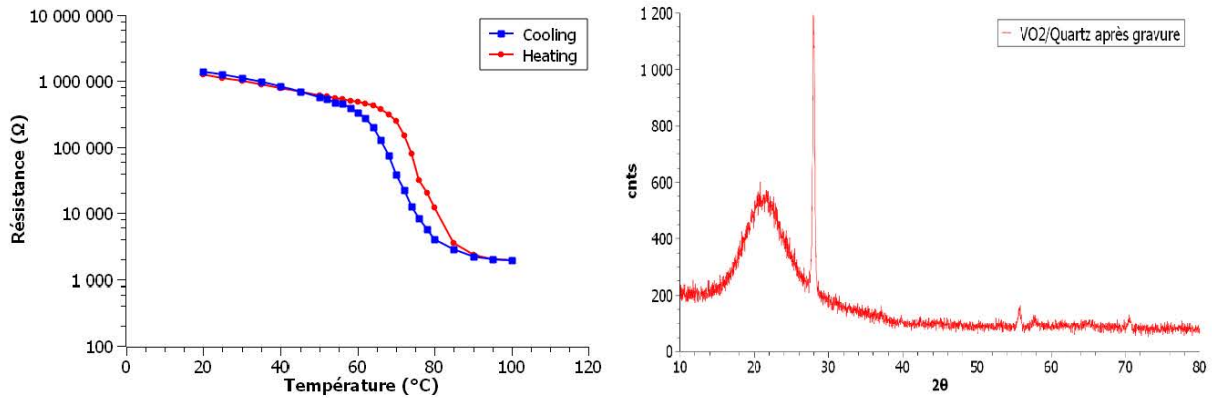 10 000 000
1 000 000
100 000
10 000
1 000
100
Résistance (Ω)
Cooling
Heating
0 20 40 60 80 100 120
Température (°C)
1 200
1 000
800
600
400
200
0
cnts
VO2/Quartz après gravure
10 20 30 40 50 60 70 80
2θ